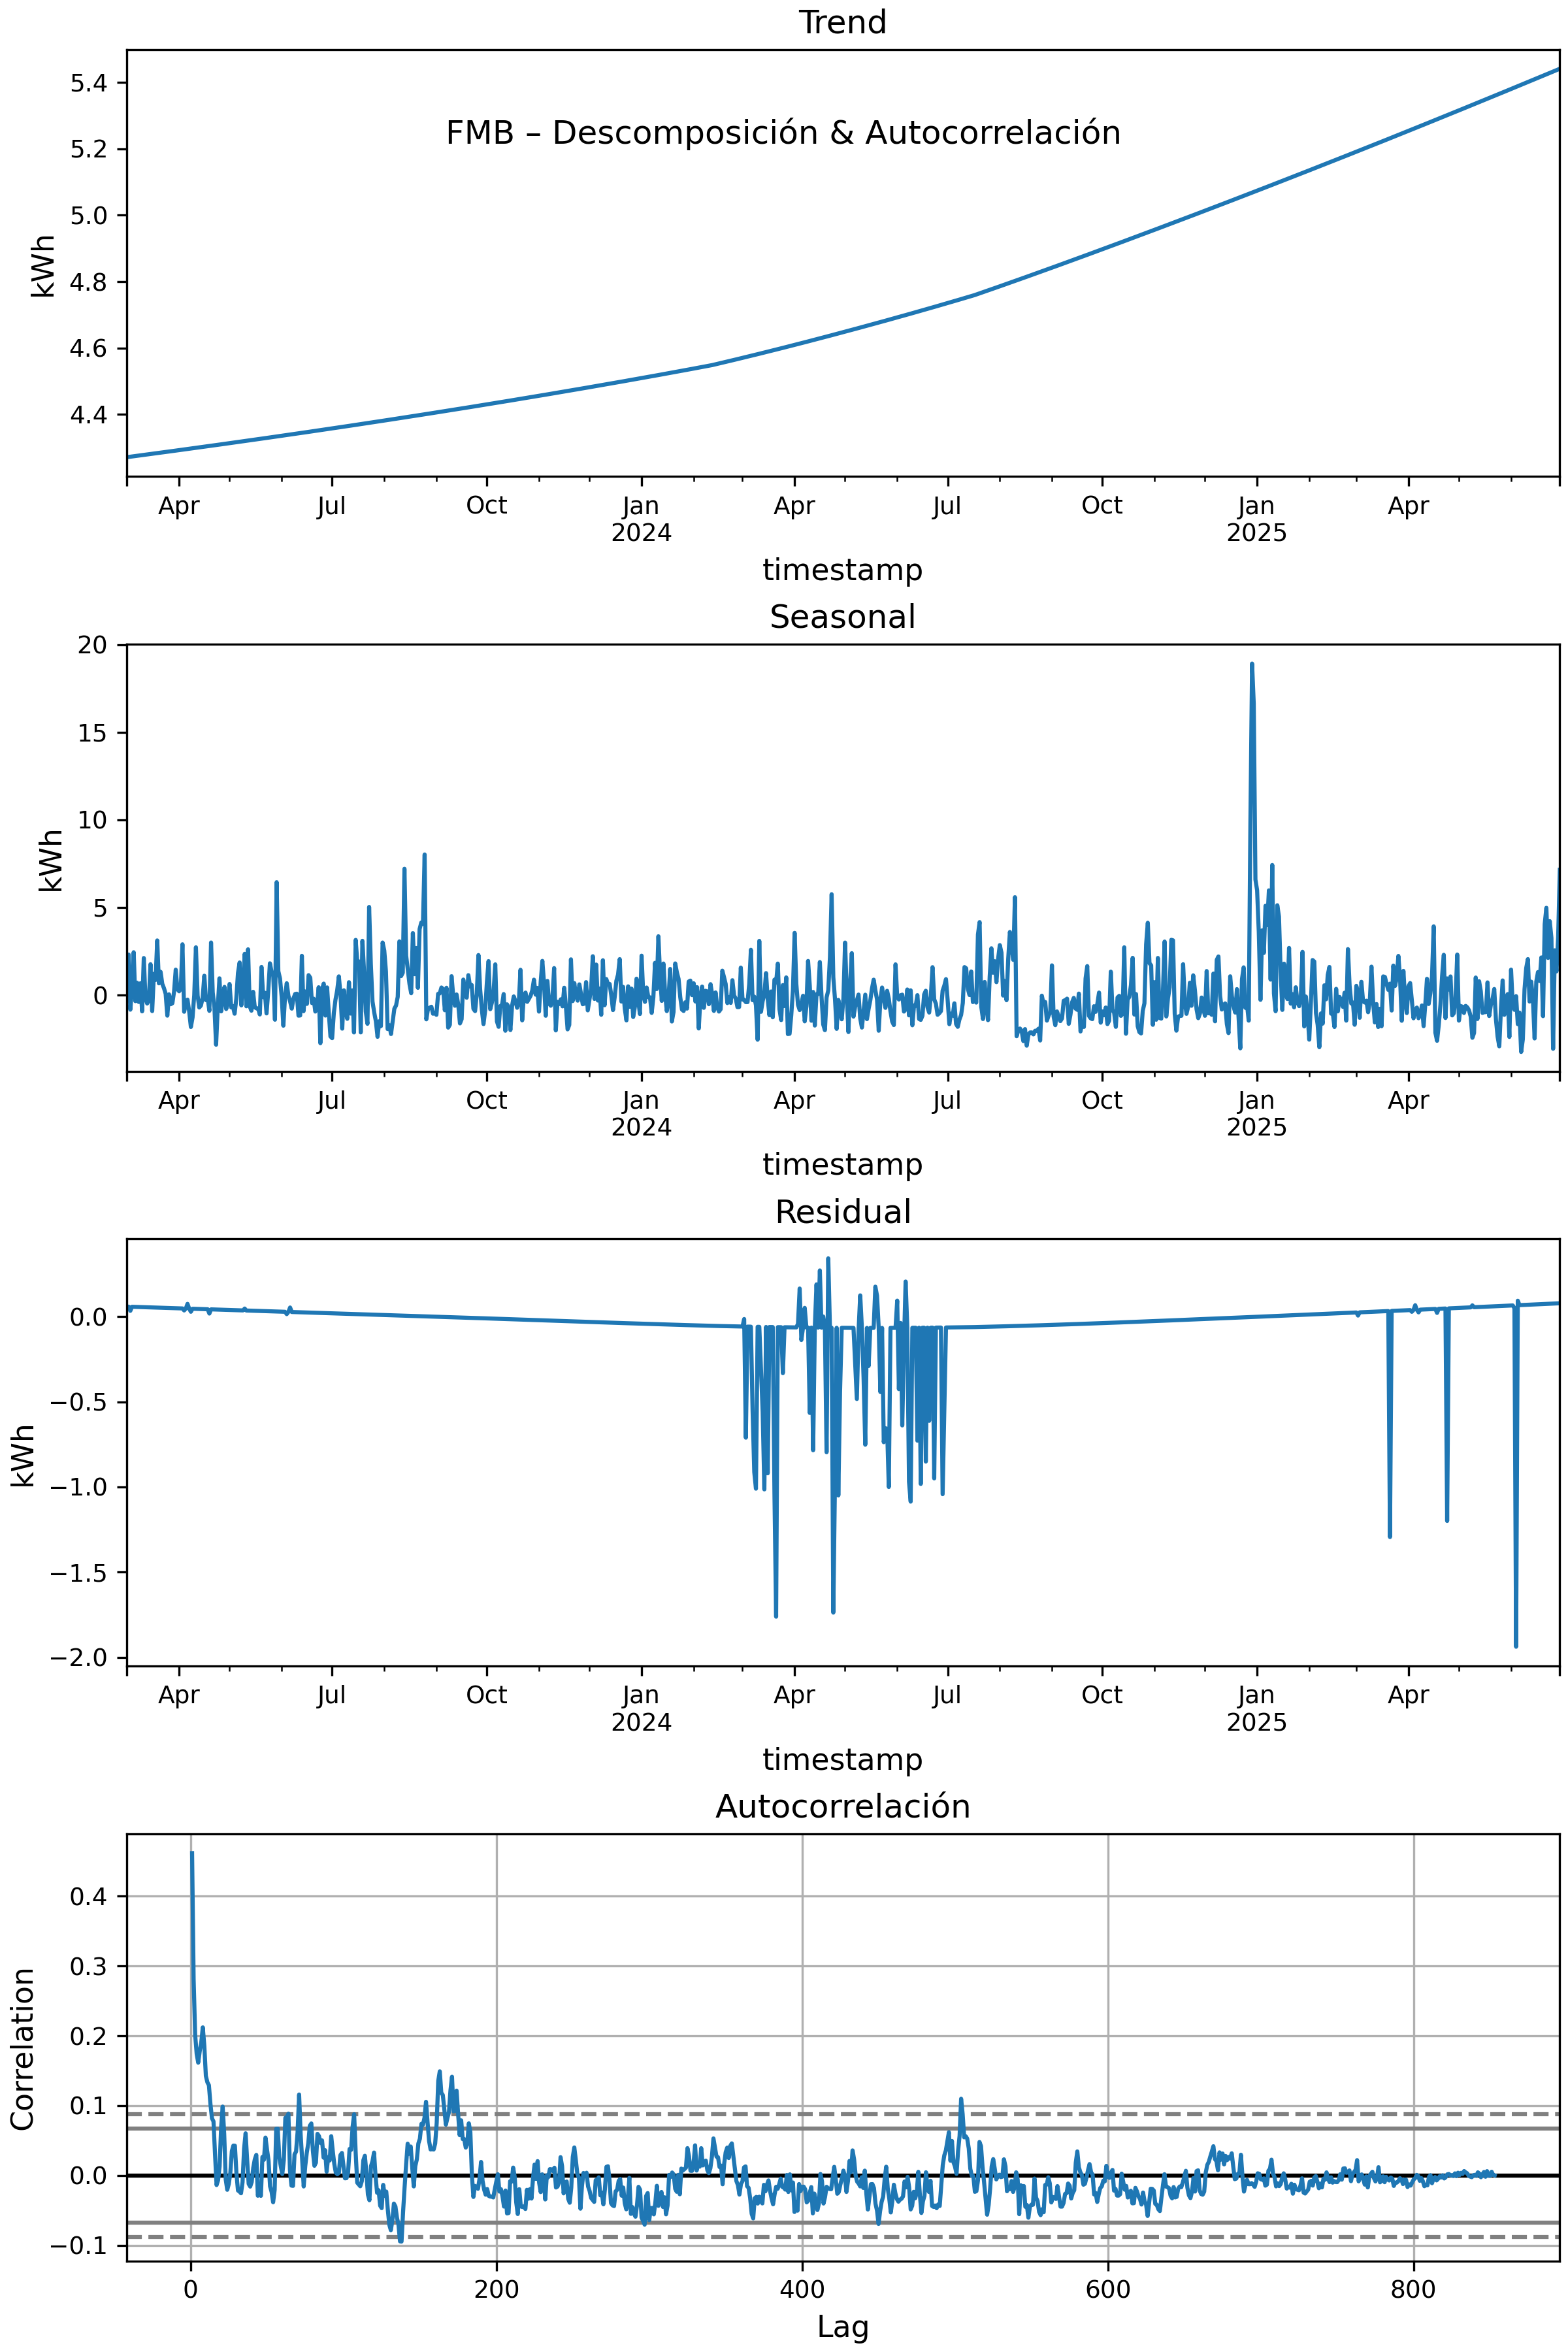 Trend
5.4
FMB – Descomposición & Autocorrelación
5.2
5.0
4.8
4.6
4.4
kWh
Apr Jul Oct Jan Apr Jul Oct Jan Apr
2024 2025
timestamp
Seasonal
20
15
10
5
0
kWh
Apr Jul Oct Jan Apr Jul Oct Jan Apr
2024 2025
timestamp
Residual
0.0
−0.5
−1.0
−1.5
−2.0
kWh
Apr Jul Oct Jan Apr Jul Oct Jan Apr
2024 2025
timestamp
Autocorrelación
0.4
0.3
0.2
0.1
0.0
−0.1
Correlation
0 200 400 600 800
Lag